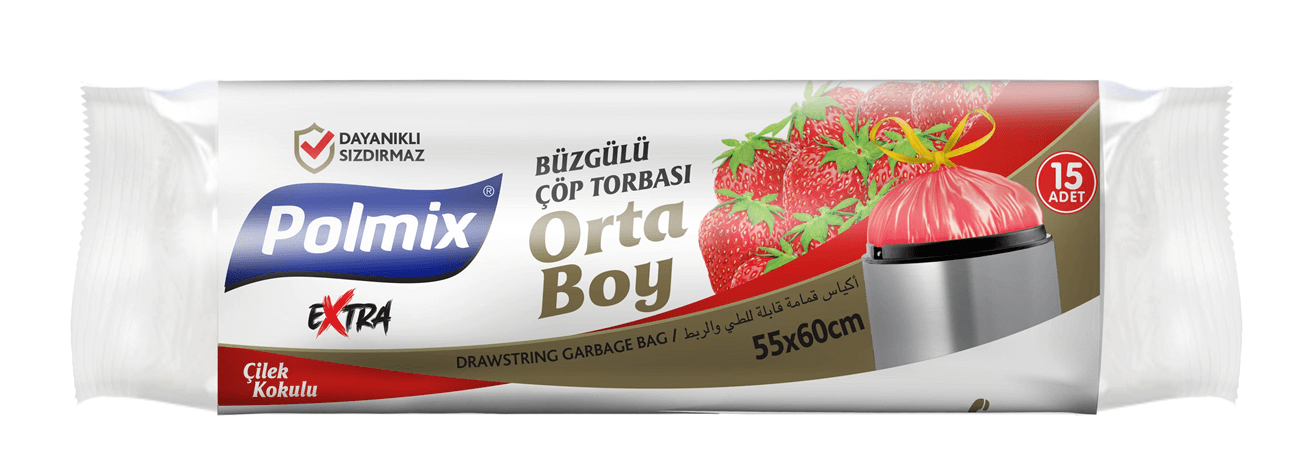 DAYANIKLI
SIZDIRMAZ
Polmix®
EXTRA
Çilek
Kokulu
BÜZGÜLÜ
ÇÖP TORBASI
Orta
Boy
DRAWSTRING GARBAGE BAG / أكياس قمامة قابلة للطي والربط
55x60cm
15
ADET